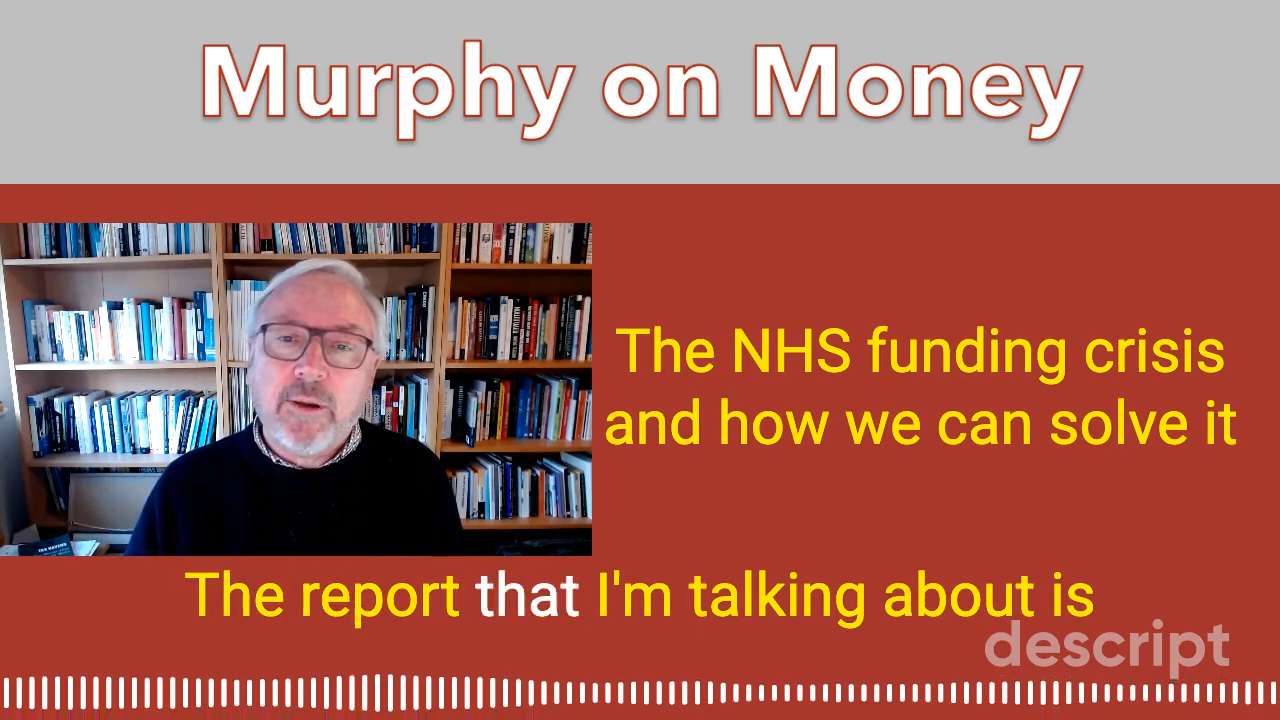 Murphy on Money
The NHS funding crisis
and how we can solve it
The report that I'm talking about is
descript